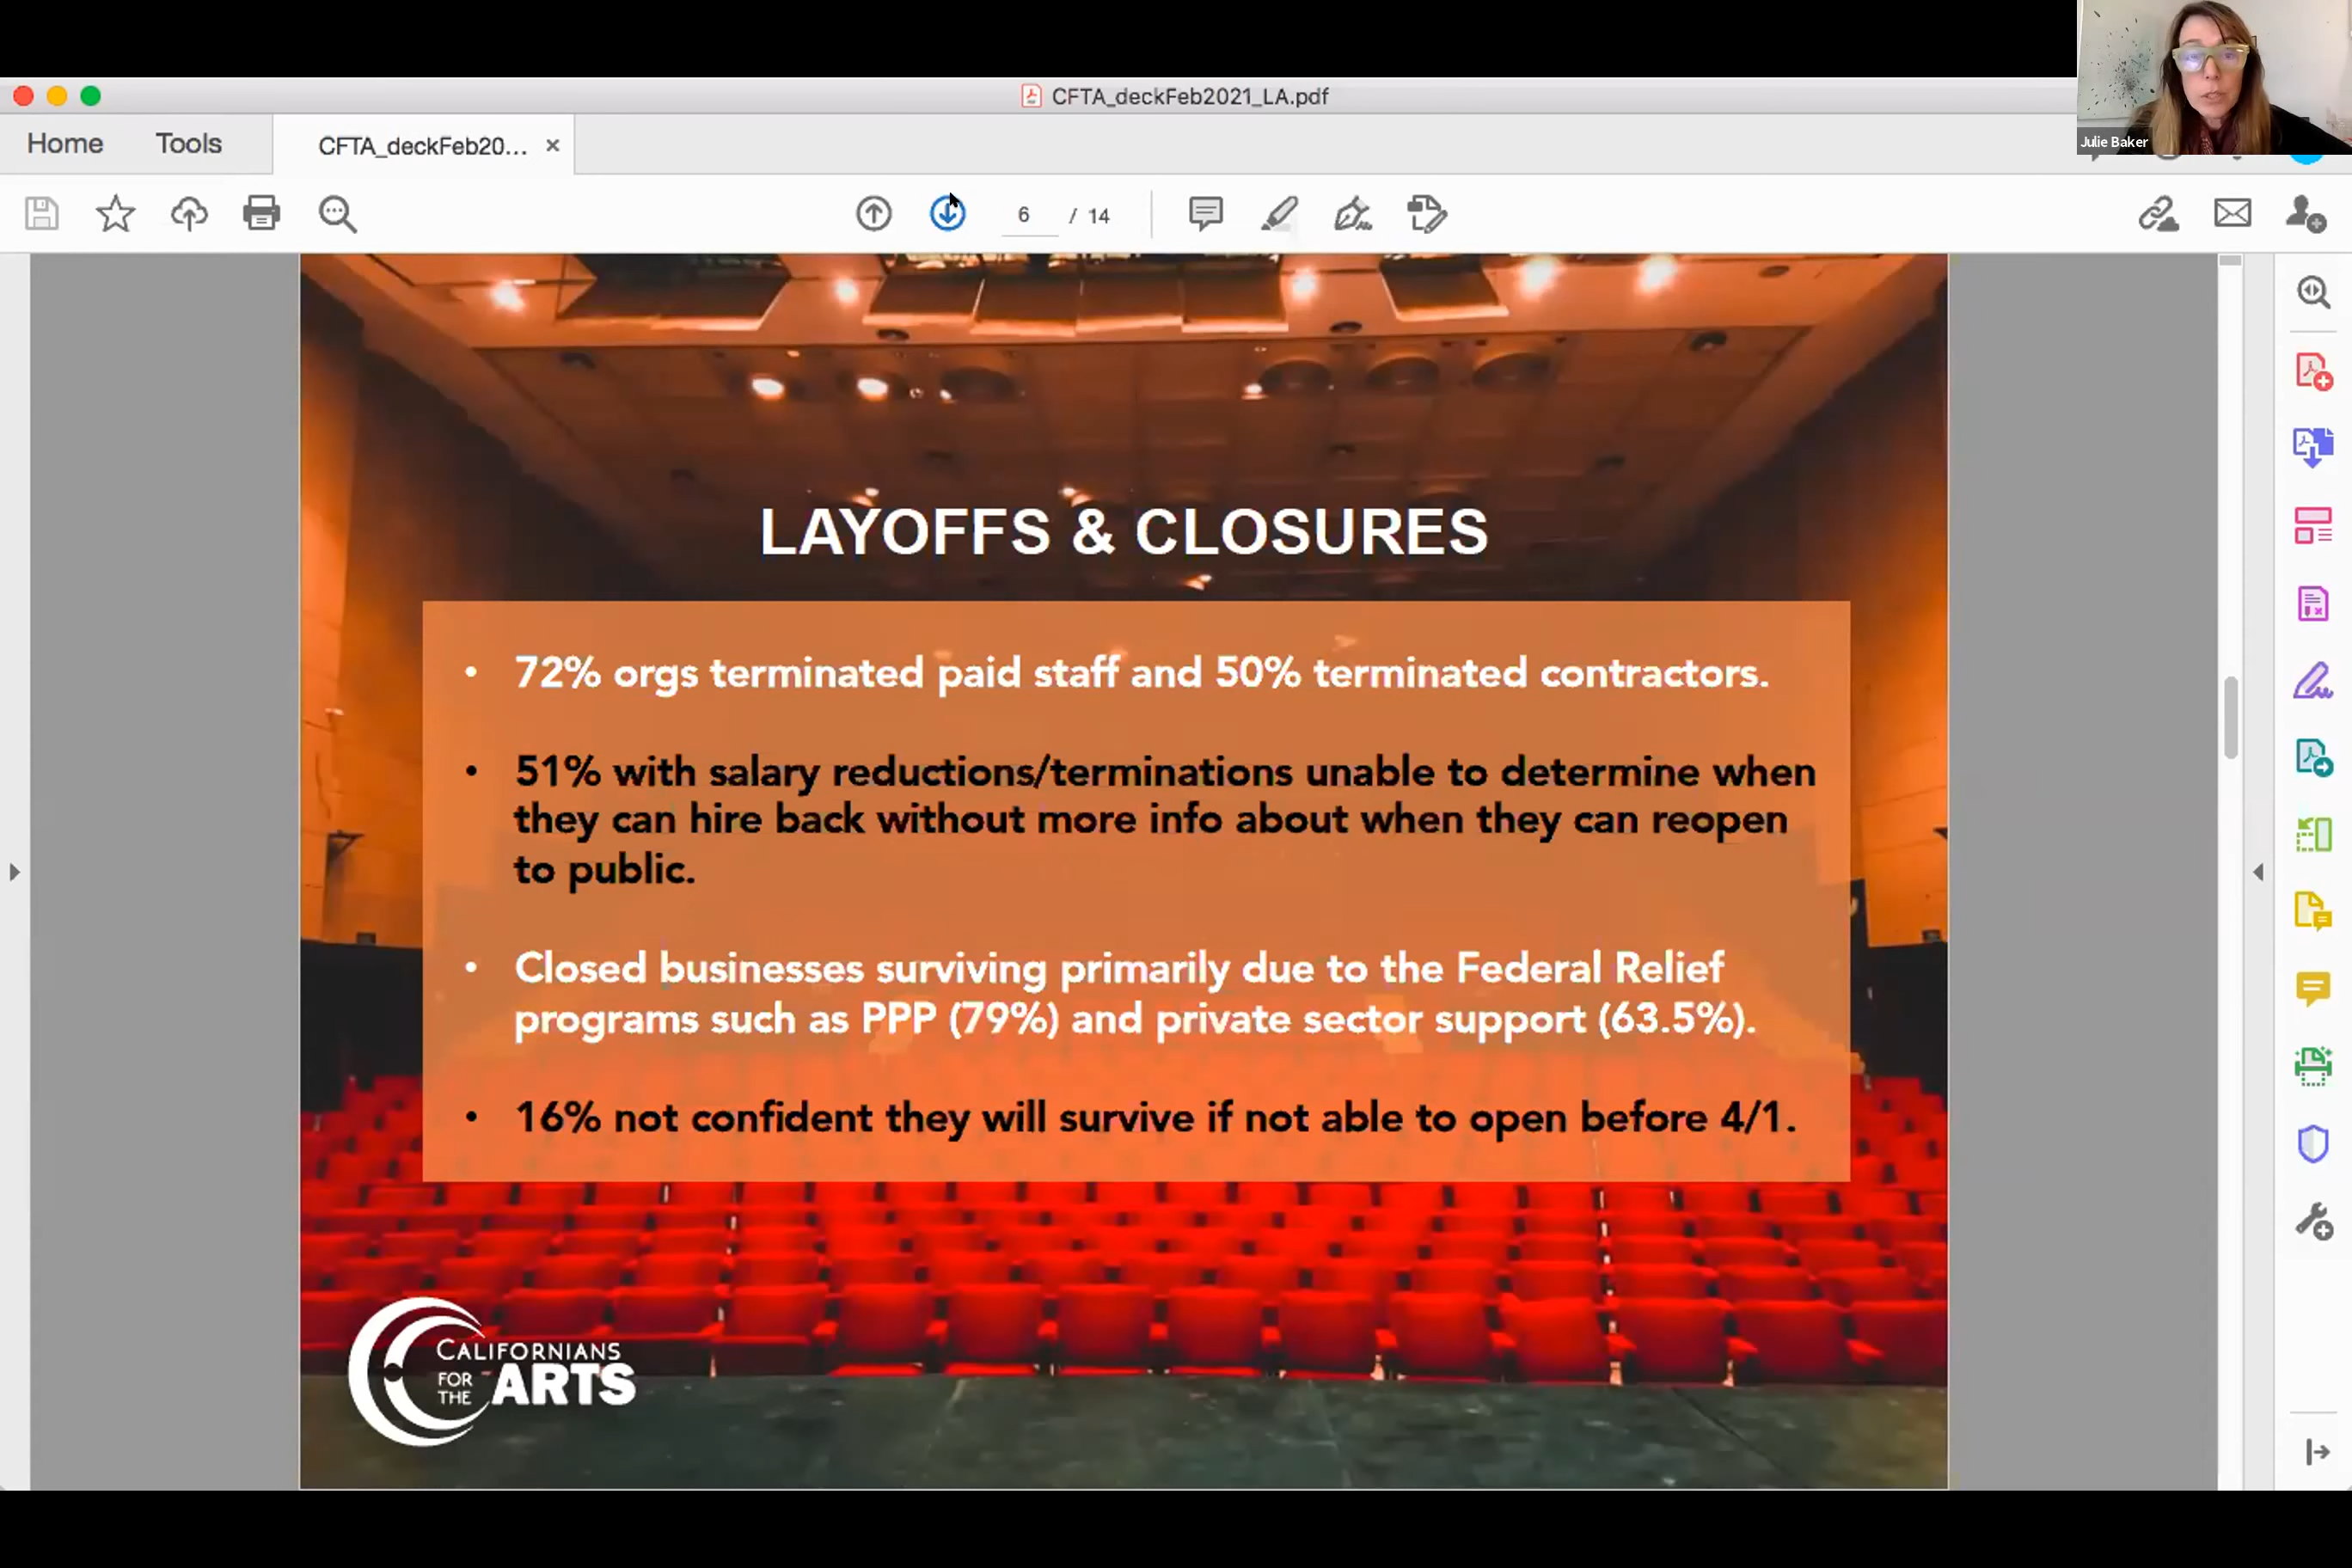 CFTA_deckFeb2021_LA.pdf
Julie Baker
Home
Tools
CFTA_deckFeb20...
6 / 14
LAYOFFS & CLOSURES
• 72% orgs terminated paid staff and 50% terminated contractors.
• 51% with salary reductions/terminations unable to determine when
they can hire back without more info about when they can reopen
to public.
• Closed businesses surviving primarily due to the Federal Relief
programs such as PPP (79%) and private sector support (63.5%).
• 16% not confident they will survive if not able to open before 4/1.
CALIFORNIANS
FOR THE ARTS